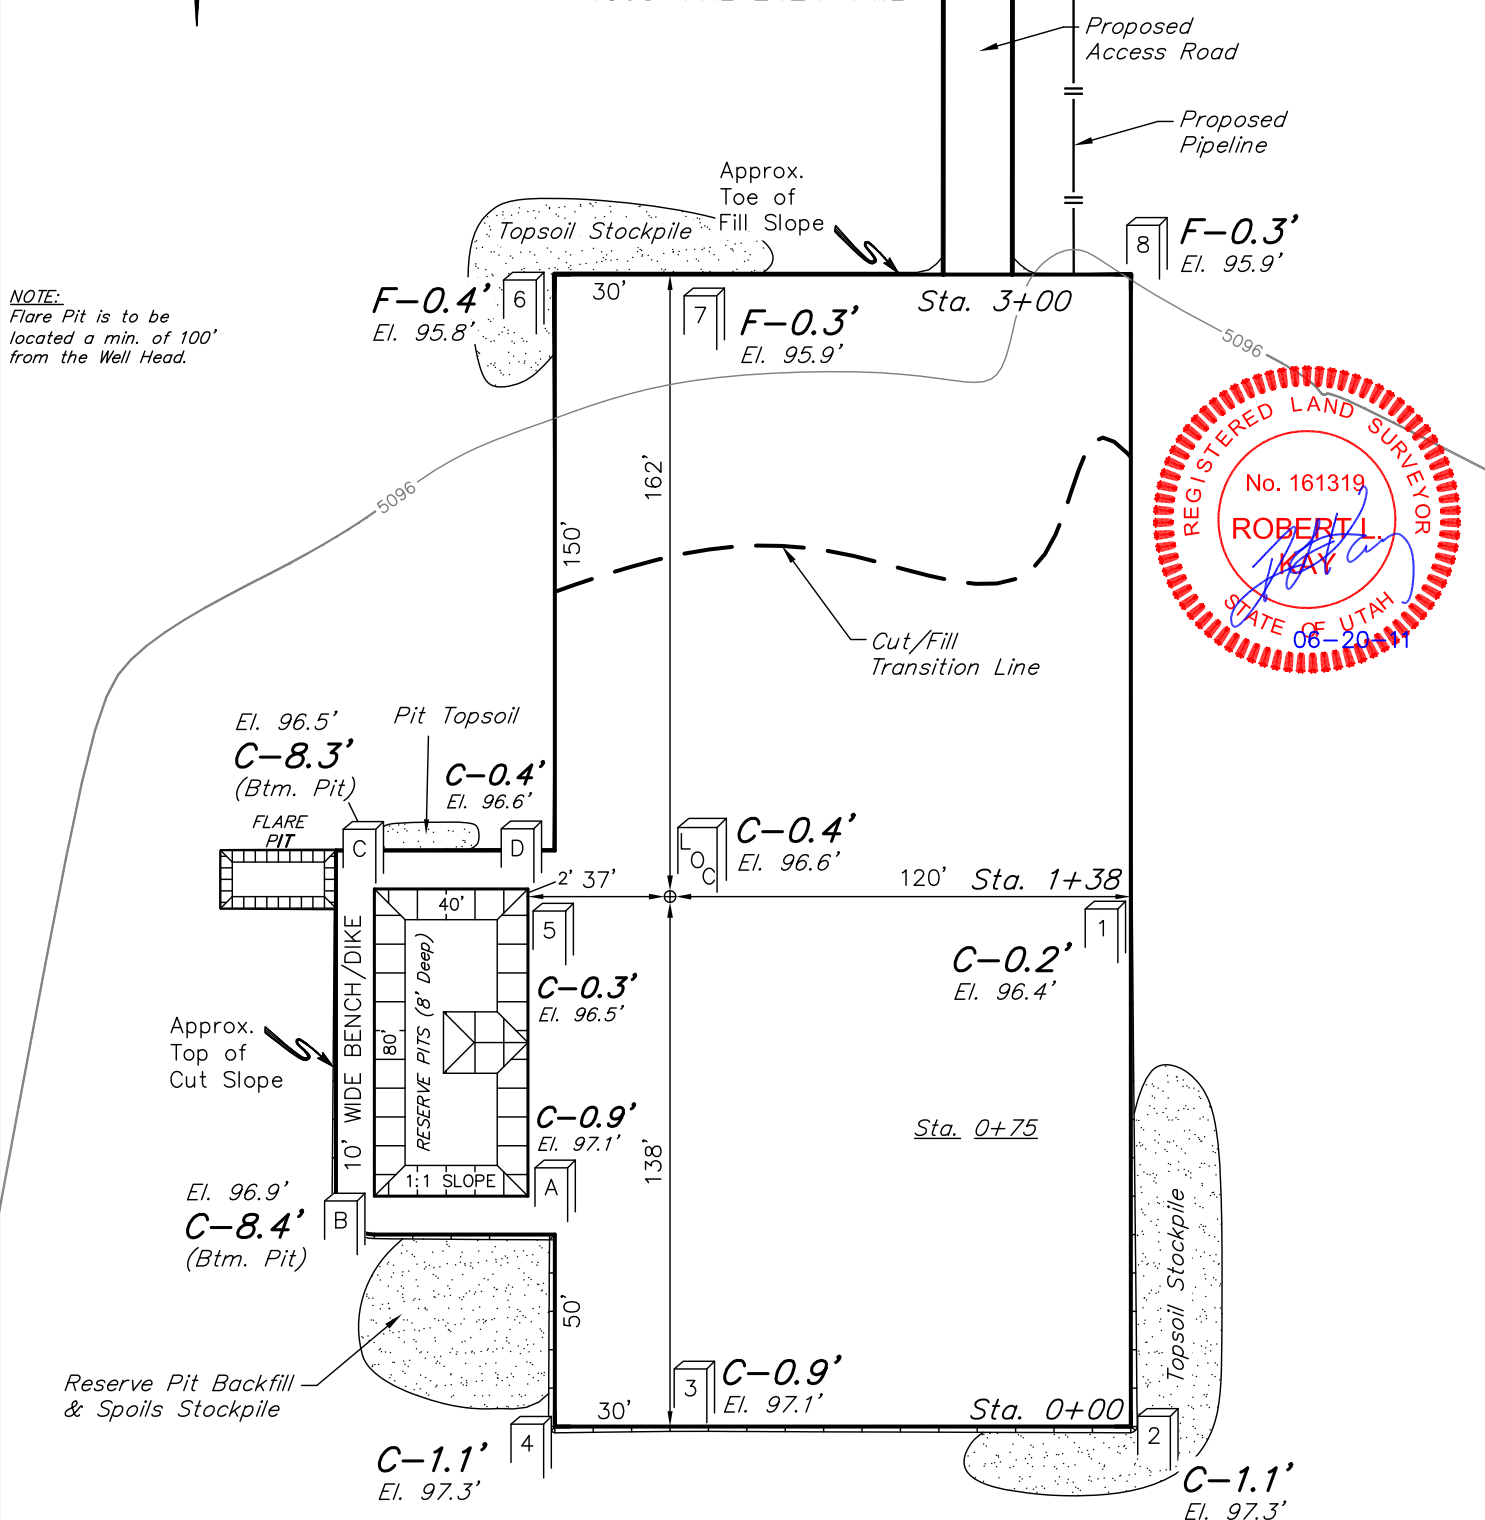 Proposed
Access Road
Proposed
Pipeline
Approx.
Toe of
Fill Slope
Topsoil Stockpile
8
F-0.3'
El. 95.9'
NOTE:
Flare Pit is to be
located a min. of 100'
from the Well Head.
F-0.4'
El. 95.8'
6
30'
7
F-0.3'
El. 95.9'
Sta. 3+00
5096
REGISTERED LAND SURVEYOR
No. 161319
ROBERT L.
KAY
STATE OF UTAH
06-20-11
5096
162'
150'
Cut/Fill
Transition Line
El. 96.5'
C-8.3'
(Btm. Pit)
Pit Topsoil
C-0.4'
El. 96.6'
FLARE
PIT
C
D
LOC
C-0.4'
El. 96.6'
2' 37'
120'
Sta. 1+38
40'
5
1
C-0.2'
El. 96.4'
C-0.3'
El. 96.5'
10' WIDE BENCH/DIKE
80'
RESERVE PITS (8' Deep)
Approx.
Top of
Cut Slope
C-0.9'
El. 97.1'
138'
Sta. 0+75
1:1 SLOPE
A
El. 96.9'
C-8.4'
(Btm. Pit)
B
Topsoil Stockpile
50'
Reserve Pit Backfill
& Spoils Stockpile
3
C-0.9'
El. 97.1'
30'
Sta. 0+00
4
C-1.1'
El. 97.3'
2
C-1.1'
El. 97.3'